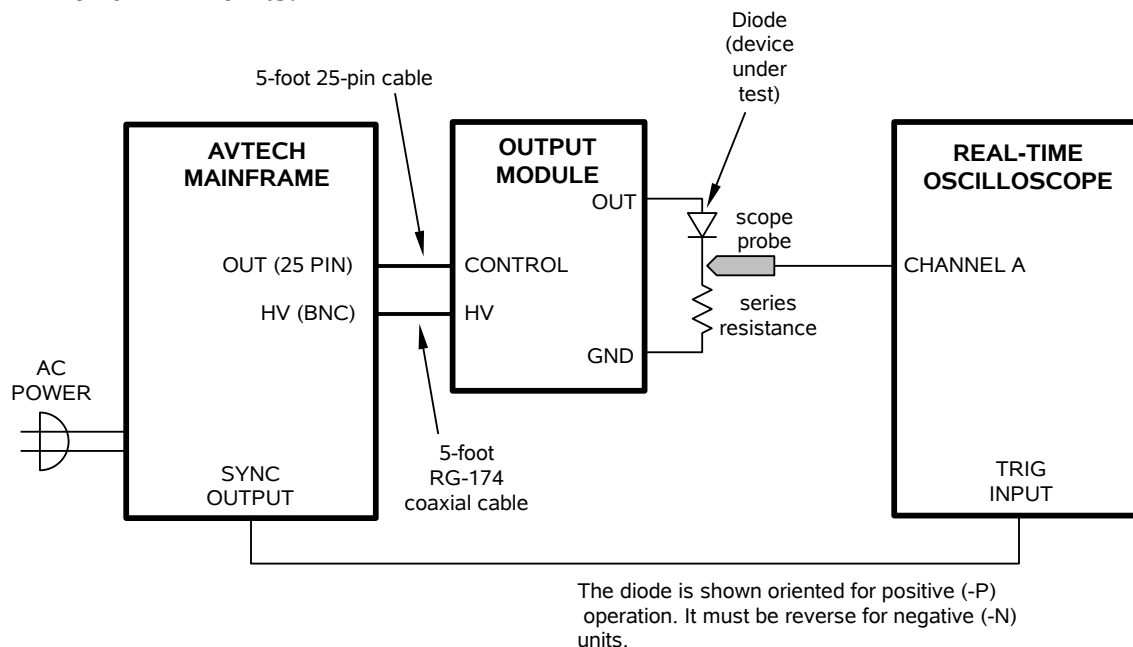 Diode
(device
under
test)
5-foot 25-pin cable
AVTECH
MAINFRAME
OUTPUT
MODULE
REAL-TIME
OSCILLOSCOPE
OUT
scope
probe
OUT (25 PIN)
CONTROL
CHANNEL A
HV (BNC)
HV
series
resistance
GND
AC
POWER
5-foot
RG-174
coaxial cable
SYNC
OUTPUT
TRIG
INPUT
The diode is shown oriented for positive (-P)
operation. It must be reverse for negative (-N)
units.